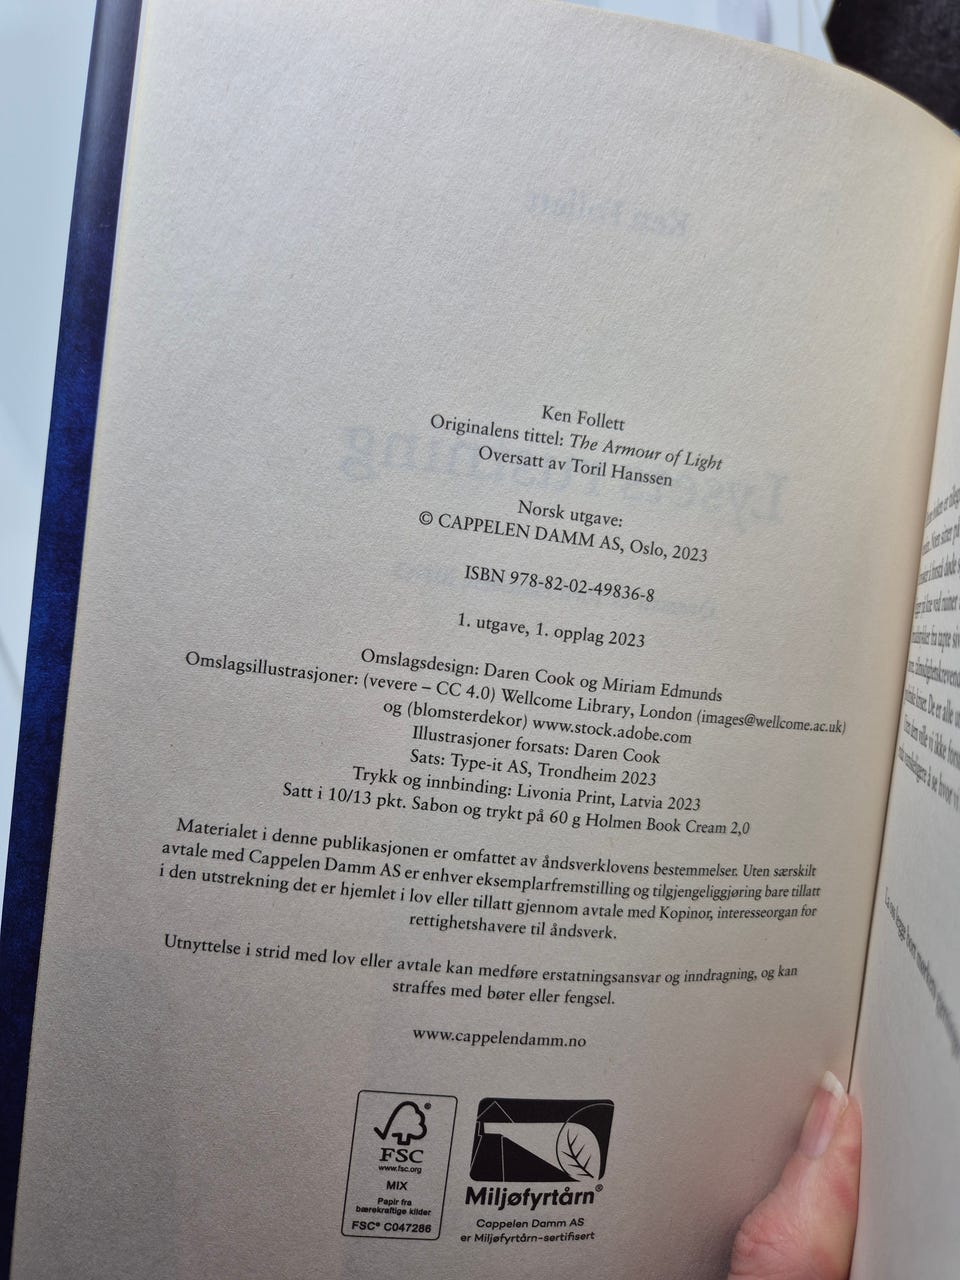 Ken Follett
Originalens tittel: The Armour of Light
Oversatt av Toril Hanssen
Norsk utgave:
© CAPPELEN DAMM AS, Oslo, 2023
ISBN 978-82-02-49836-8
1. utgave, 1. opplag 2023
Omslagsdesign: Daren Cook og Miriam Edmunds
Omslagsillustrasjoner: (vevere – CC 4.0) Wellcome Library, London (images@wellcome.ac.uk)
og (blomsterdekor) www.stock.adobe.com
Illustrasjoner forsats: Daren Cook
Sats: Type-it AS, Trondheim 2023
Trykk og innbinding: Livonia Print, Latvia 2023
Satt i 10/13 pkt. Sabon og trykt på 60 g Holmen Book Cream 2,0
Materialet i denne publikasjonen er omfattet av åndsverklovens bestemmelser. Uten særskilt
avtale med Cappelen Damm AS er enhver eksemplarfremstilling og tilgjengeliggjøring bare tillatt
i den utstrekning det er hjemlet i lov eller tillatt gjennom avtale med Kopinor, interesseorgan for
rettighetshavere til åndsverk.
Utnyttelse i strid med lov eller avtale kan medføre erstatningsansvar og inndragning, og kan
straffes med bøter eller fengsel.
www.cappelendamm.no
FSC
www.fsc.org
MIX
Papir fra
bærekraftige kilder
FSC® C047286
Miljøfyrtårn®
Cappelen Damm AS
er Miljøfyrtårn-sertifisert